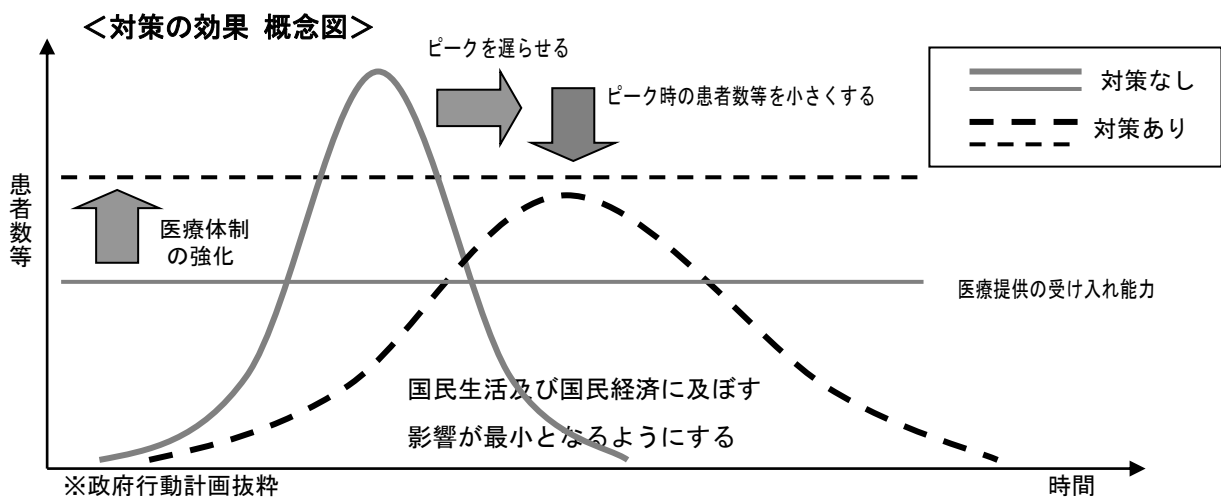 ＜対策の効果 概念図＞
ピークを遅らせる
ピーク時の患者数等を小さくする
対策なし
対策あり
患者数等
医療体制
の強化
医療提供の受け入れ能力
国民生活及び国民経済に及ぼす
影響が最小となるようにする
※政府行動計画抜粋
時間